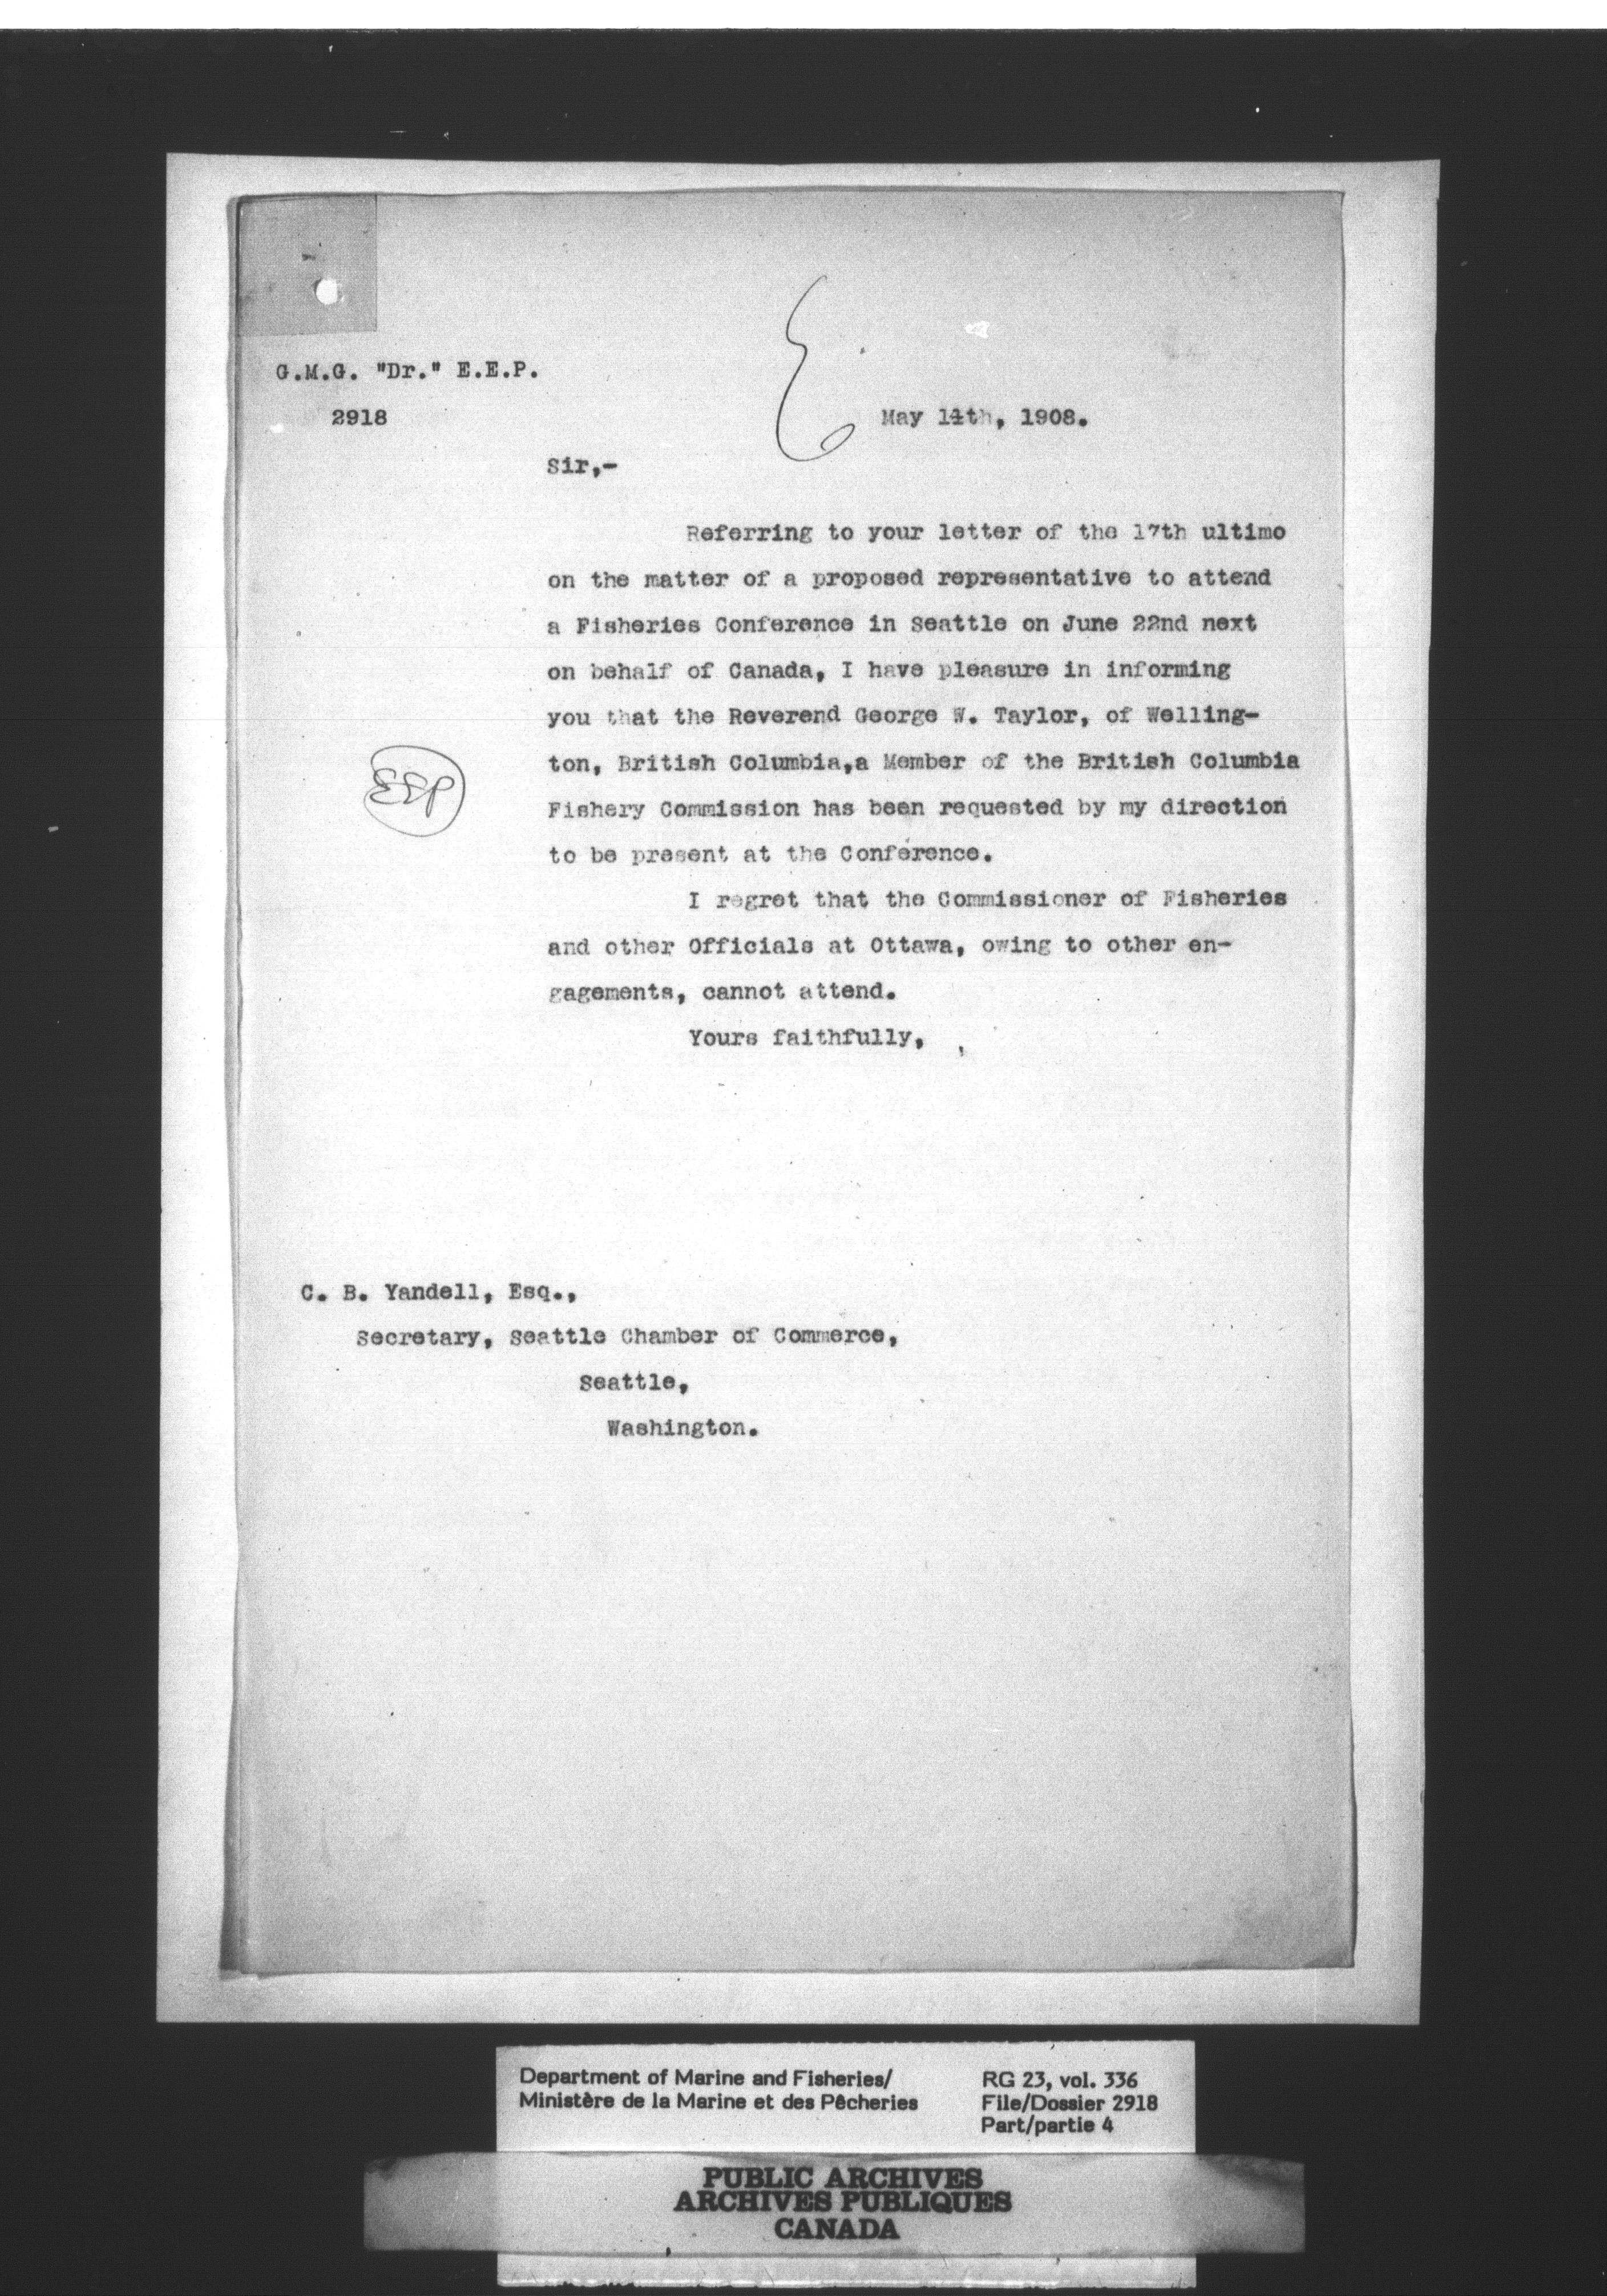 G.M.G. "Dr." E.E.P.
2918
May 14th, 1908.
Sir,-
Referring to your letter of the 17th ultimo
on the matter of a proposed representative to attend
a Fisheries Conference in Seattle on June 22nd next
on behalf of Canada, I have pleasure in informing
you that the Reverend George W. Taylor, of Welling-
ton, British Columbia,a Member of the British Columbia
Fishery Commission has been requested by my direction
to be present at the Conference.
EEP
I regret that the Commissioner of Fisheries
and other Officials at Ottawa, owing to other en-
gagements, cannot attend.
Yours faithfully,
C. B. Yandell, Esq.,
Secretary, Seattle Chamber of Commerce,
Seattle,
Washington.
Department of Marine and Fisheries/
Ministère de la Marine et des Pêcheries
RG 23, vol. 336
File/Dossier 2918
Part/partie 4
PUBLIC ARCHIVES
ARCHIVES PUBLIQUES
CANADA